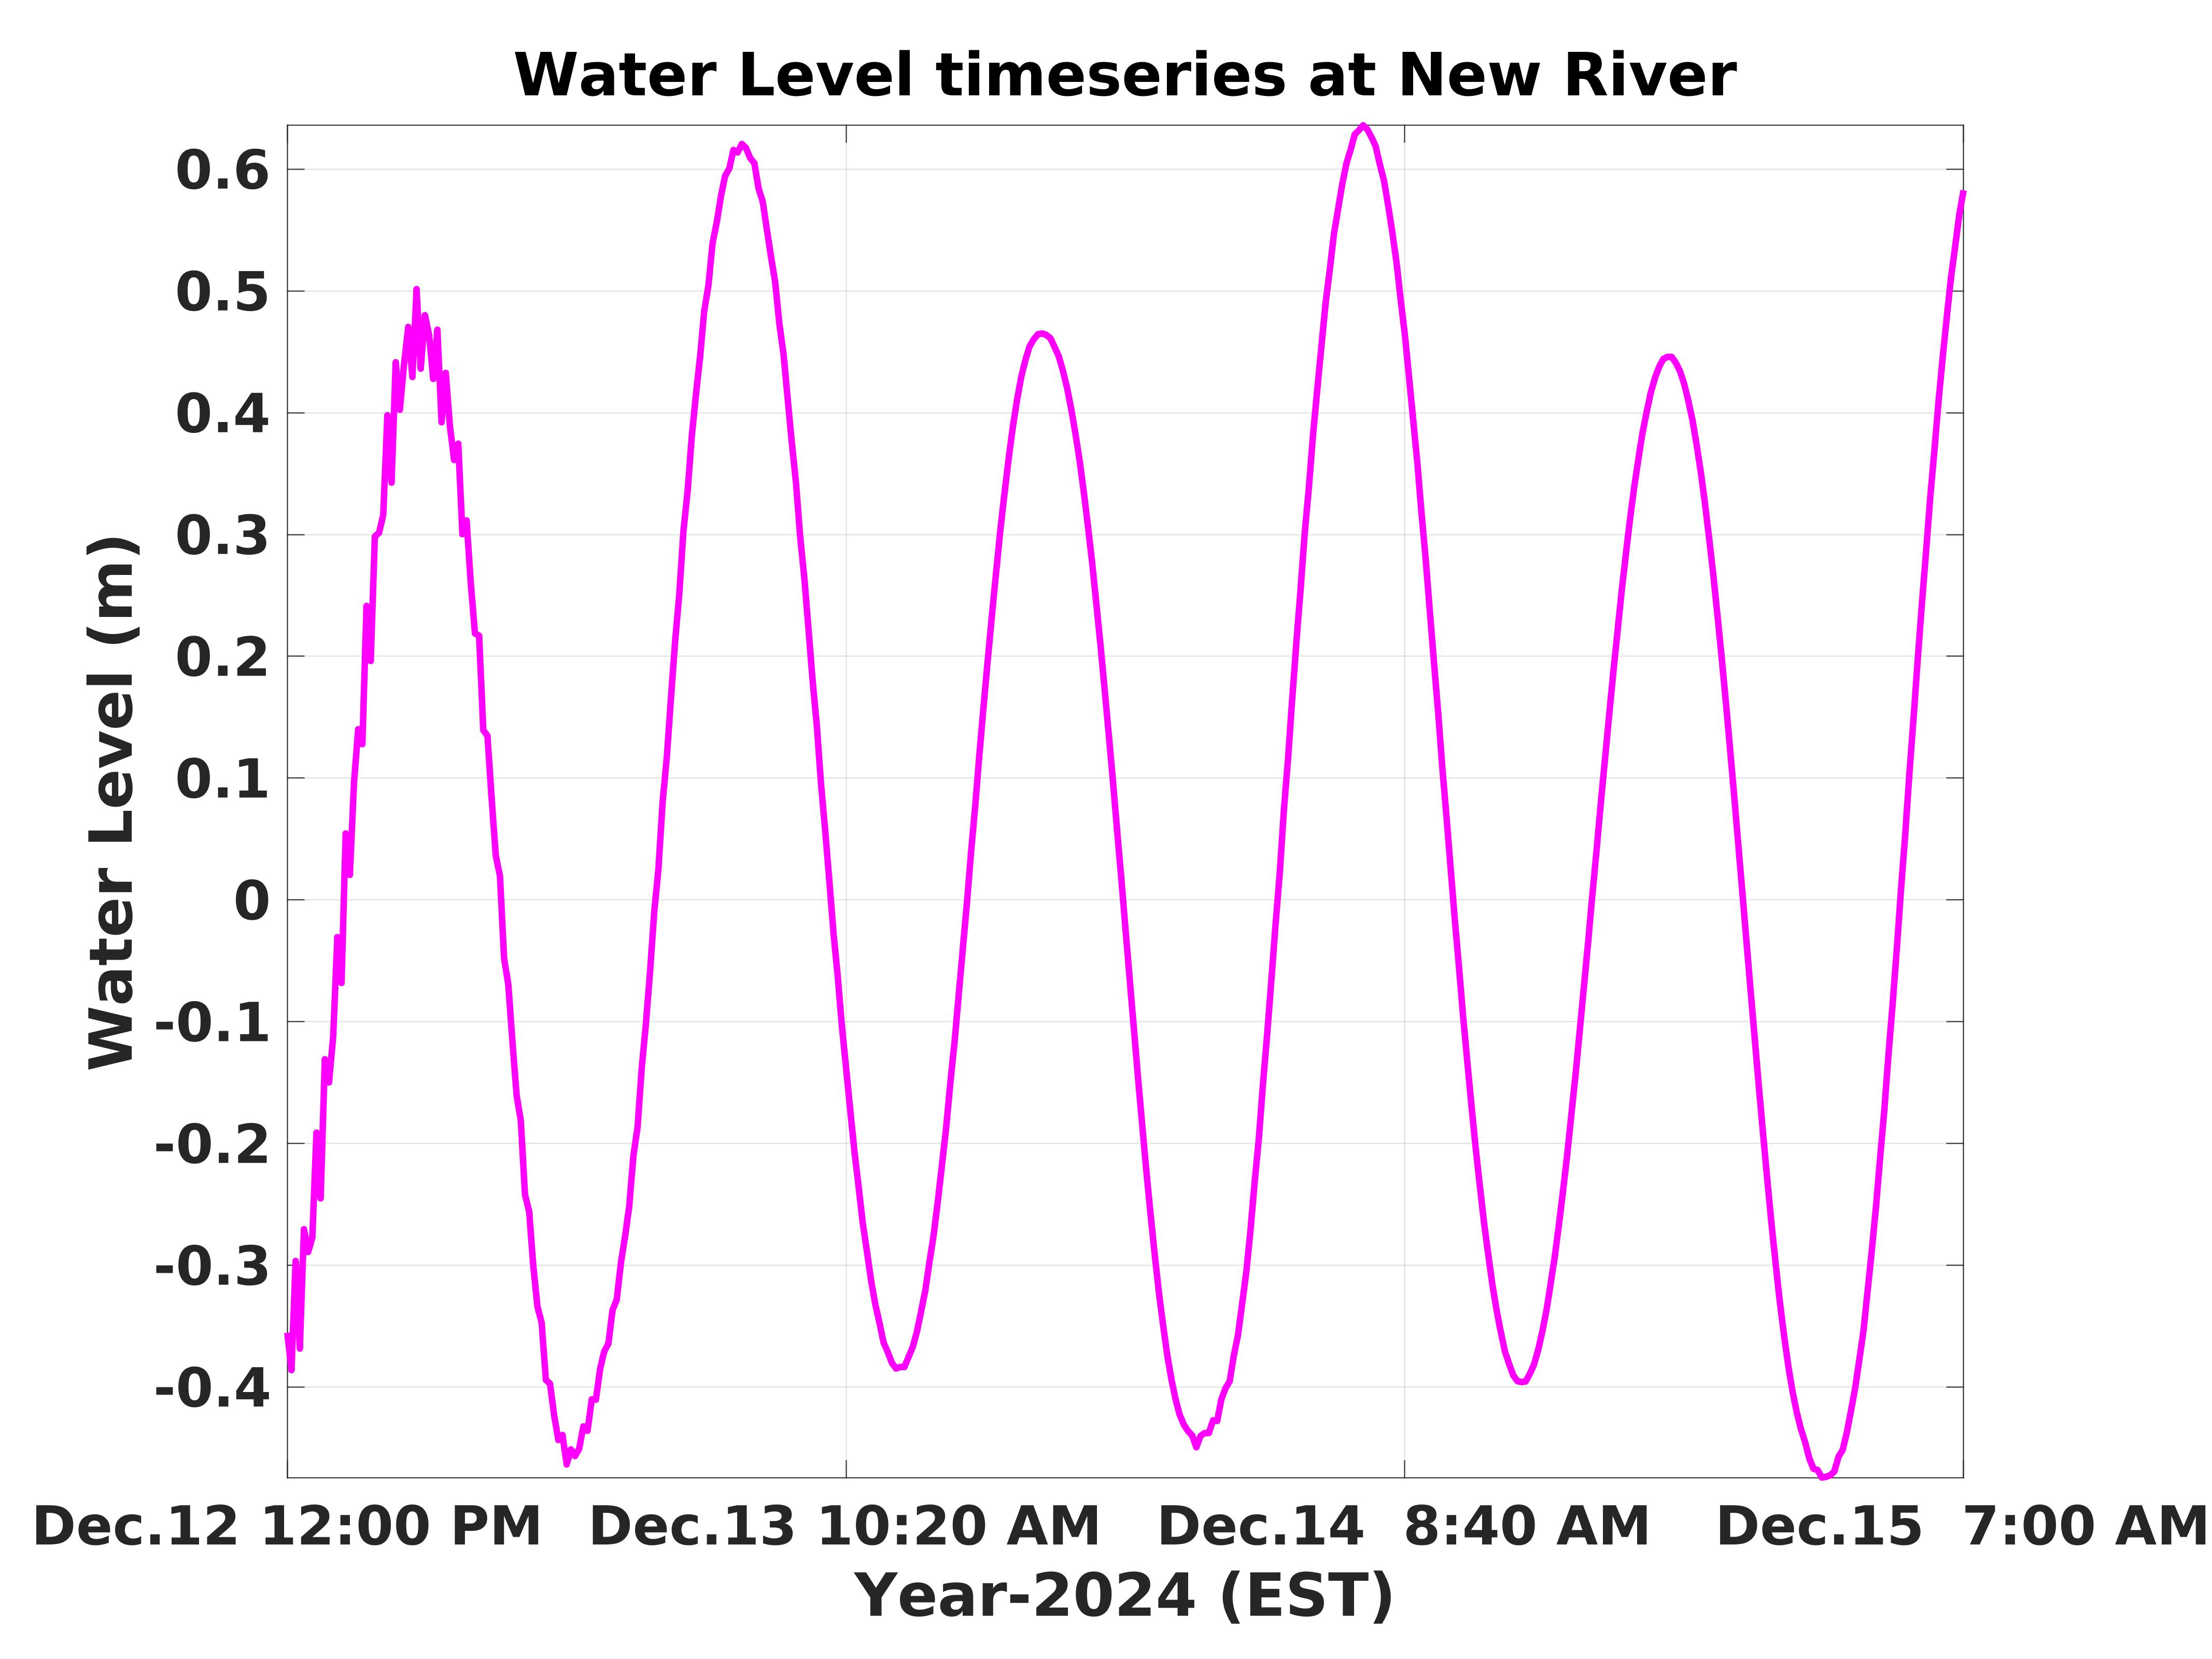 Water Level timeseries at New River
0.6
0.5
0.4
0.3
0.2
0.1
0
-0.1
-0.2
-0.3
-0.4
Water Level (m)
Dec.12 12:00 PM Dec.13 10:20 AM Dec.14 8:40 AM Dec.15 7:00 AM
Year-2024 (EST)